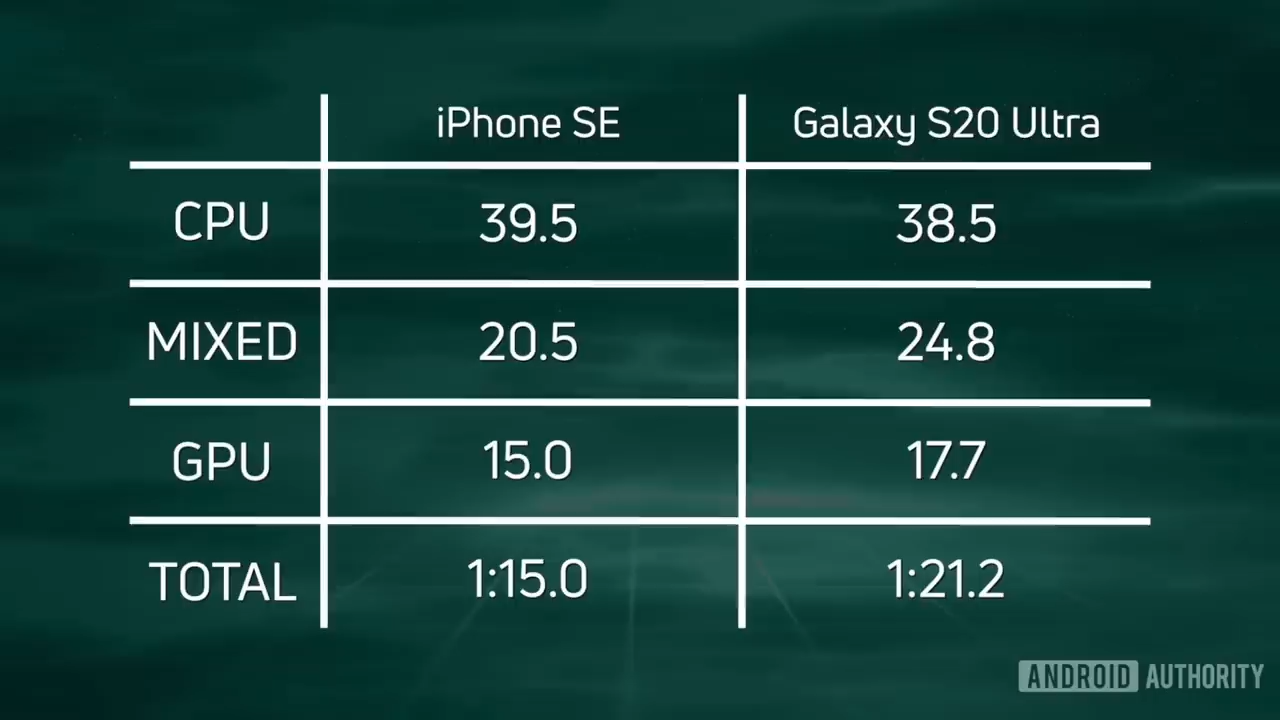 iPhone SE Galaxy S20 Ultra
CPU 39.5 38.5
MIXED 20.5 24.8
GPU 15.0 17.7
TOTAL 1:15.0 1:21.2
ANDROID AUTHORITY